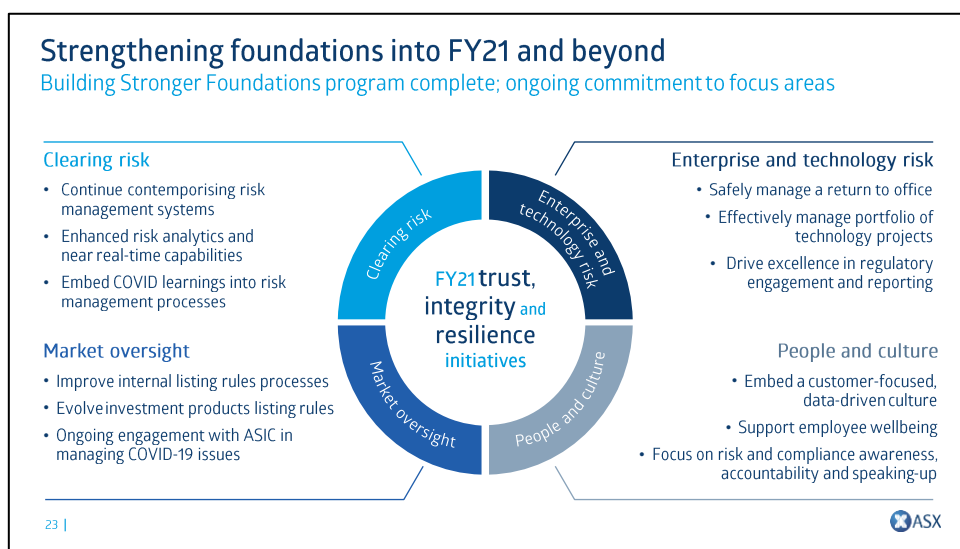 Strengthening foundations into FY21 and beyond
Building Stronger Foundations program complete; ongoing commitment to focus areas
Clearing risk
• Continue contemporising risk
management systems
• Enhanced risk analytics and
near real-time capabilities
• Embed COVID learnings into risk
management processes
Enterprise and technology risk
• Safely manage a return to office
• Effectively manage portfolio of
technology projects
• Drive excellence in regulatory
engagement and reporting
Clearing risk
Enterprise and
technology risk
FY21 trust,
integrity and
resilience
initiatives
Market oversight
People and culture
Market oversight
• Improve internal listing rules processes
• Evolve investment products listing rules
• Ongoing engagement with ASIC in
managing COVID-19 issues
People and culture
• Embed a customer-focused,
data-driven culture
• Support employee wellbeing
• Focus on risk and compliance awareness,
accountability and speaking-up
23 |
ASX